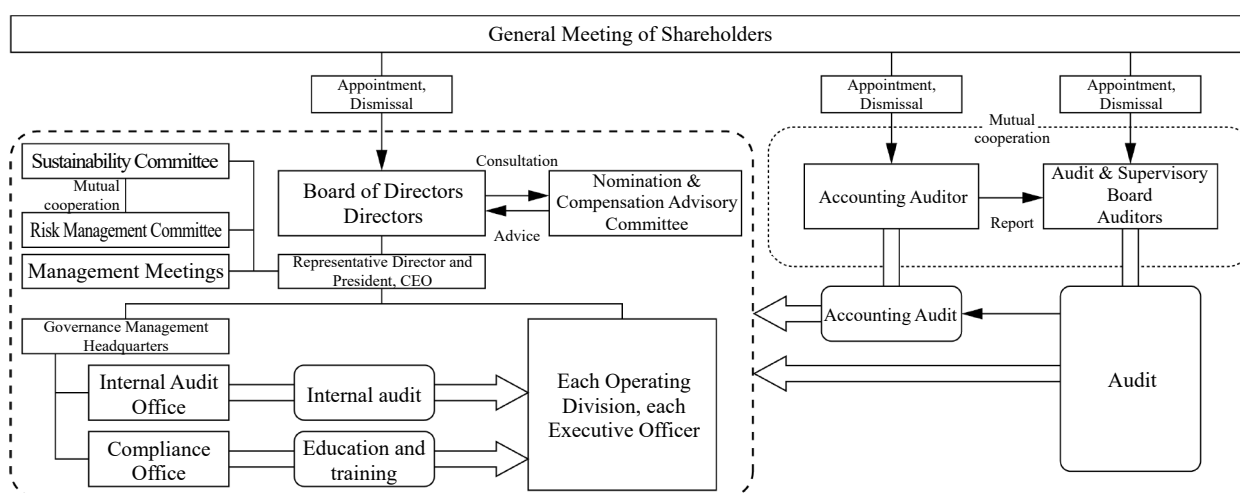 General Meeting of Shareholders
Appointment,
Dismissal
Appointment,
Dismissal
Appointment,
Dismissal
Mutual
cooperation
Sustainability Committee
Mutual
cooperation
Risk Management Committee
Management Meetings
Board of Directors
Directors
Consultation
Advice
Nomination &
Compensation Advisory
Committee
Representative Director and
President, CEO
Accounting Auditor
Report
Audit & Supervisory
Board
Auditors
Governance Management
Headquarters
Internal Audit
Office
Internal audit
Compliance
Office
Education and
training
Each Operating
Division, each
Executive Officer
Accounting Audit
Audit